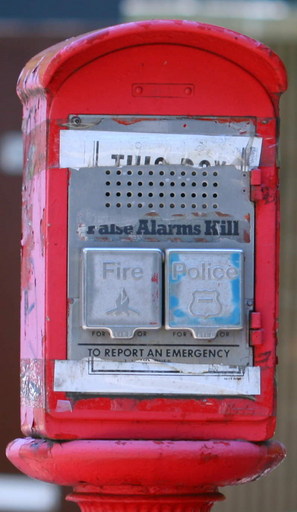 THIS BOX
False Alarms Kill
Fire Police
TO REPORT AN EMERGENCY